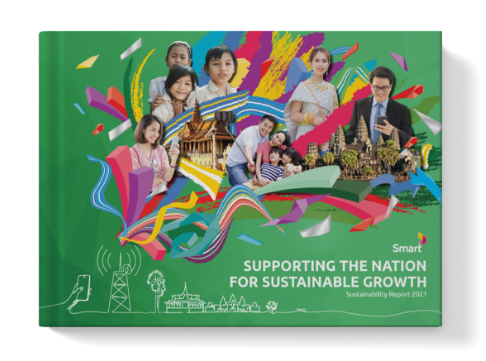 Smart
SUPPORTING THE NATION
FOR SUSTAINABLE GROWTH
Sustainability Report 2021